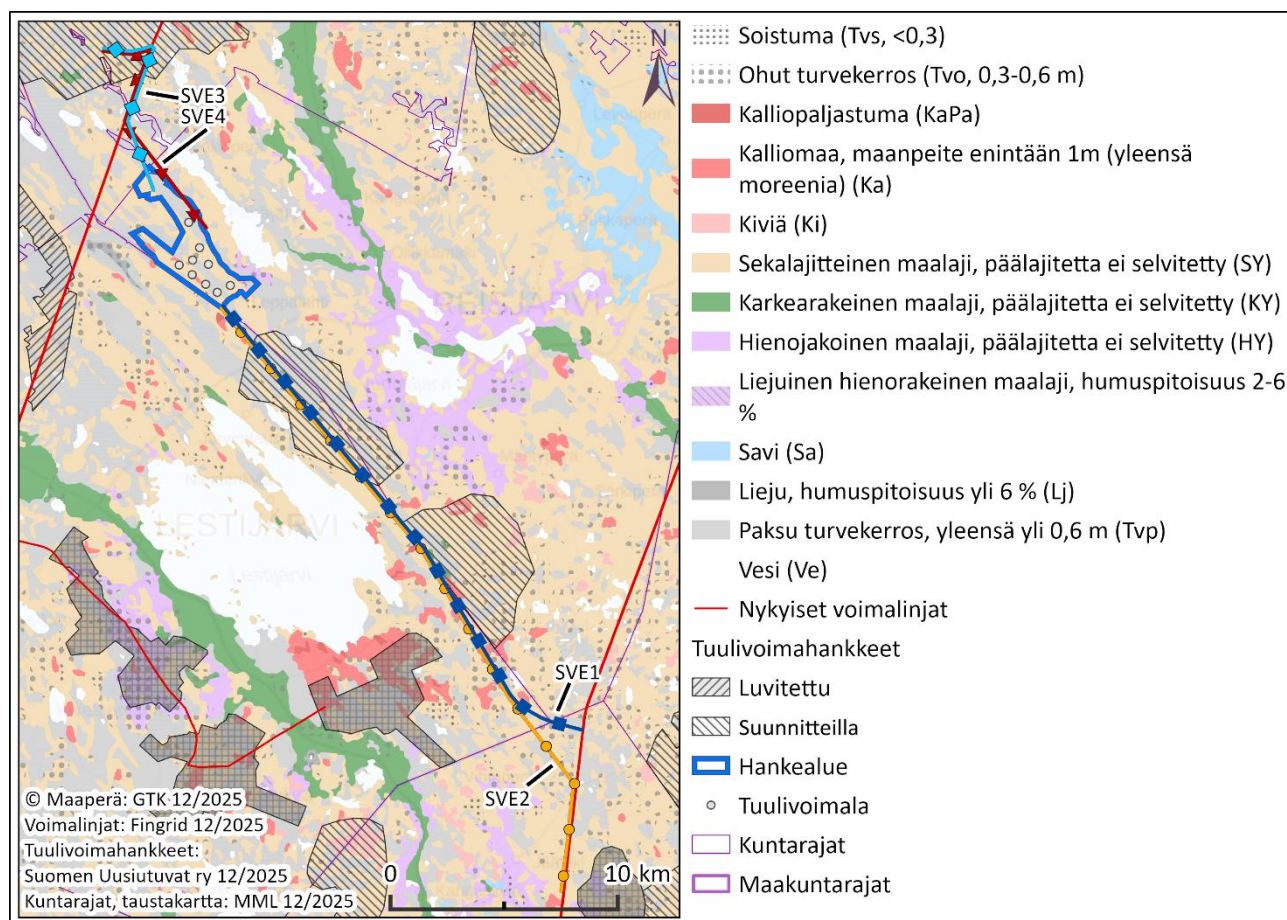 N
SVE3
SVE4
Levonperä
REISJÄRVI
LESTIJÄRVI
Lestijärvi
SVE1
SVE2
© Maaperä: GTK 12/2025
Voimalinjat: Fingrid 12/2025
Tuulivoimahankkeet:
Suomen Uusiutuvat ry 12/2025
Kuntarajat, taustakartta: MML 12/2025
0 10 km
Soistuma (Tvs, <0,3)
Ohut turvekerros (Tvo, 0,3-0,6 m)
Kalliopaljastuma (KaPa)
Kalliomaa, maanpeite enintään 1m (yleensä
moreenia) (Ka)
Kiviä (Ki)
Sekalajitteinen maalaji, päälajitetta ei selvitetty (SY)
Karkearakeinen maalaji, päälajitetta ei selvitetty (KY)
Hienojakoinen maalaji, päälajitetta ei selvitetty (HY)
Liejuinen hienorakeinen maalaji, humuspitoisuus 2-6
%
Savi (Sa)
Lieju, humuspitoisuus yli 6 % (Lj)
Paksu turvekerros, yleensä yli 0,6 m (Tvp)
Vesi (Ve)
Nykyiset voimalinjat
Tuulivoimahankkeet
Luvitettu
Suunnitteilla
Hankealue
Tuulivoimala
Kuntarajat
Maakuntarajat